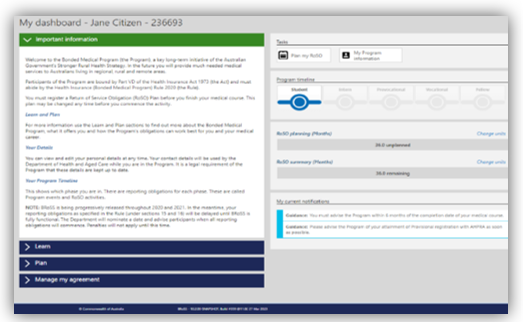 My dashboard - Jane Citizen - 236693
Important information
Welcome to the Bonded Medical Program (the Program), a key long-term initiative of the Australian
Government's Stronger Rural Health Strategy. In the future you will provide much needed medical
services to Australians living in regional, rural and remote areas.
Participants of the Program are bound by Part VD of the Health Insurance Act 1973 (the Act) and must
abide by the Health Insurance (Bonded Medical Program) Rule 2020 (the Rule).
You must register a Return of Service Obligation (RoSO) Plan before you finish your medical course. This
plan may be changed any time before you commence the activity.
Learn and Plan
For more information use the Learn and Plan sections to find out more about the Bonded Medical
Program, what it offers you and how the Program's obligations can work best for you and your medical
career.
Your Details
You can view and edit your personal details at any time. Your contact details will be used by the
Department of Health and Aged Care while you are in the Program. It is a legal requirement of the
Program that these details are kept up to date.
Your Program Timeline
This shows which phase you are in. There are reporting obligations for each phase. These are called
Program events and RoSO activities.
NOTE: BRoSS is being progressively released throughout 2020 and 2021. In the meantime, your
reporting obligations as specified in the Rule (under sections 15 and 16) will be delayed until BRoSS is
fully functional. The Department will nominate a date and advise participants when all reporting
obligations will commence. Penalties will not apply until this time.
Learn
Plan
Manage my agreement
Tasks
Plan my RoSO
My Program
information
Program timeline
Student
Intern
Prevocational
Vocational
Fellow
RoSO planning (Months)
Change units
36.0 unplanned
RoSO summary (Months)
Change units
36.0 remaining
My current notifications
Guidance: You must advise the Program within 6 months of the completion date of your medical course.
Guidance: Please advise the Program of your attainment of Provisional registration with AHPRA as soon
as possible.
© Commonwealth of Australia